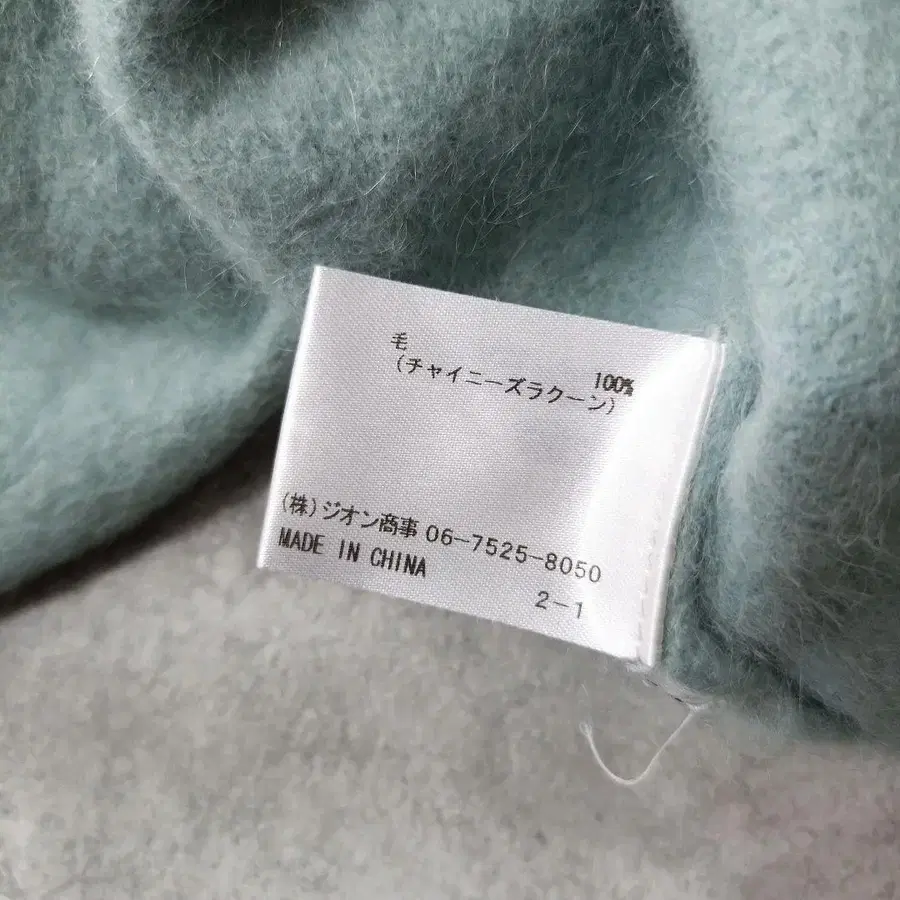 毛 100%
(チャイニーズラクーン)
(株)ジオン商事 06-7525-8050
MADE IN CHINA
2-1